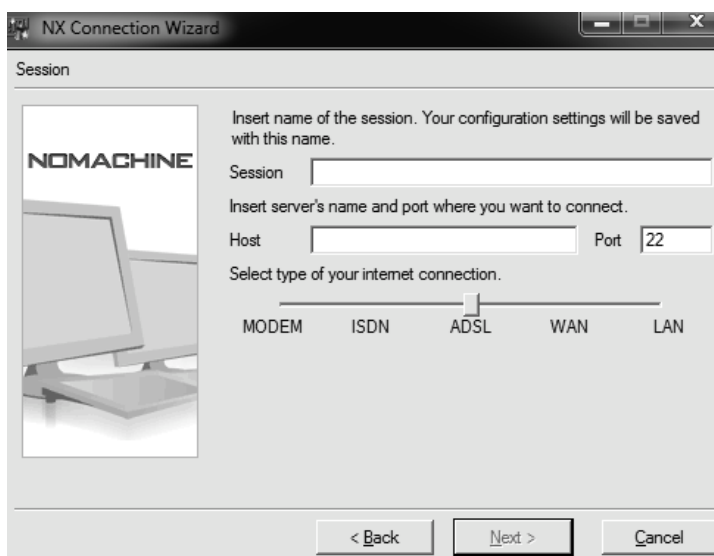 NX Connection Wizard
Session
NOMACHINE
Insert name of the session. Your configuration settings will be saved
with this name.
Session
Insert server's name and port where you want to connect.
Host
Port 22
Select type of your internet connection.
MODEM ISDN ADSL WAN LAN
< Back Next > Cancel